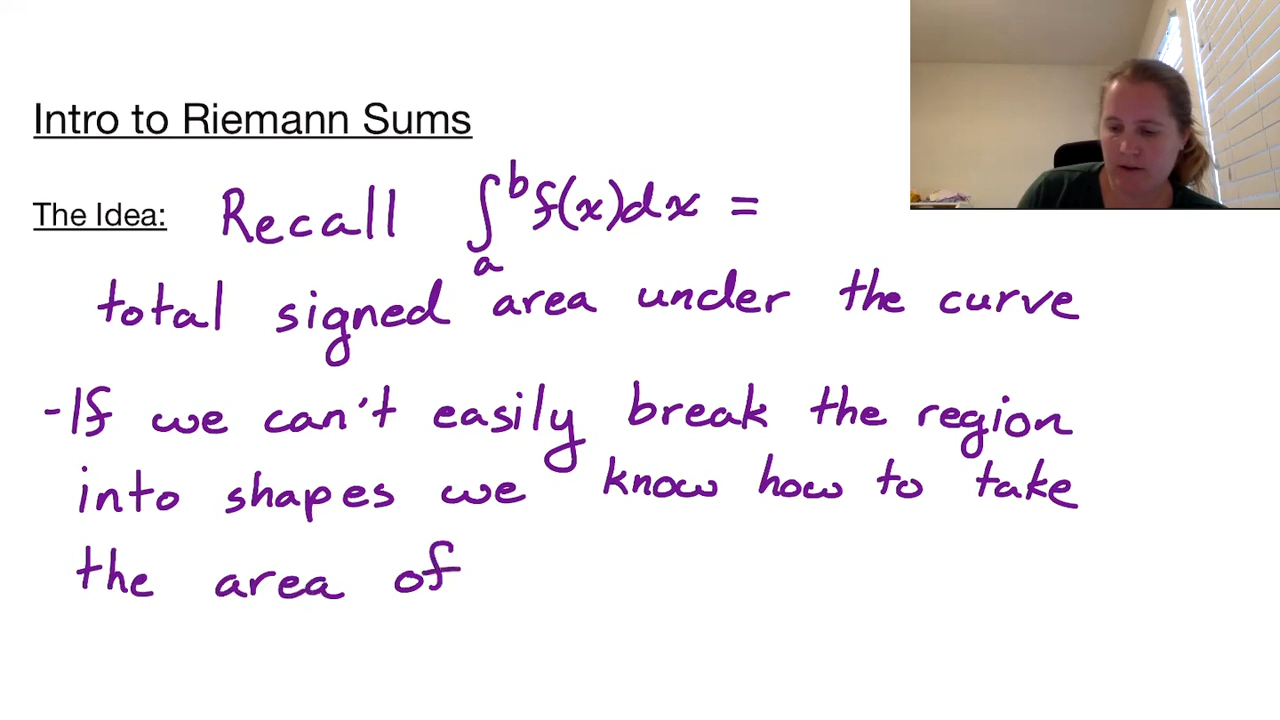 Intro to Riemann Sums
The Idea: Recall ∫_a^b f(x)dx =
total signed area under the curve
-If we can't easily break the region
into shapes we know how to take
the area of